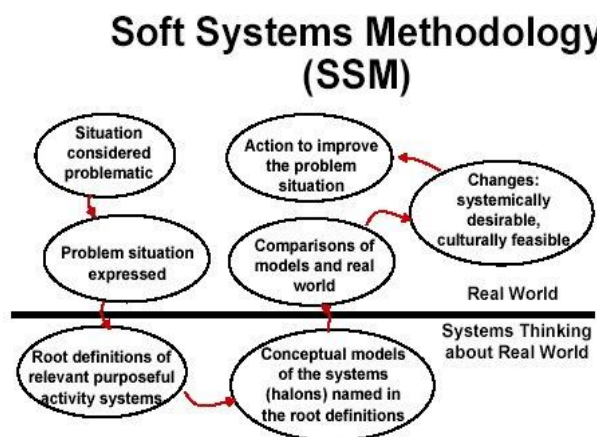 Soft Systems Methodology
(SSM)
Situation
considered
problematic
Problem situation
expressed
Root definitions of
relevant purposeful
activity systems
Conceptual models
of the systems
(halons) named in
the root definitions
Comparisons of
models and real
world
Changes:
systemically
desirable,
culturally feasible
Action to improve
the problem
situation
Real World
Systems Thinking
about Real World